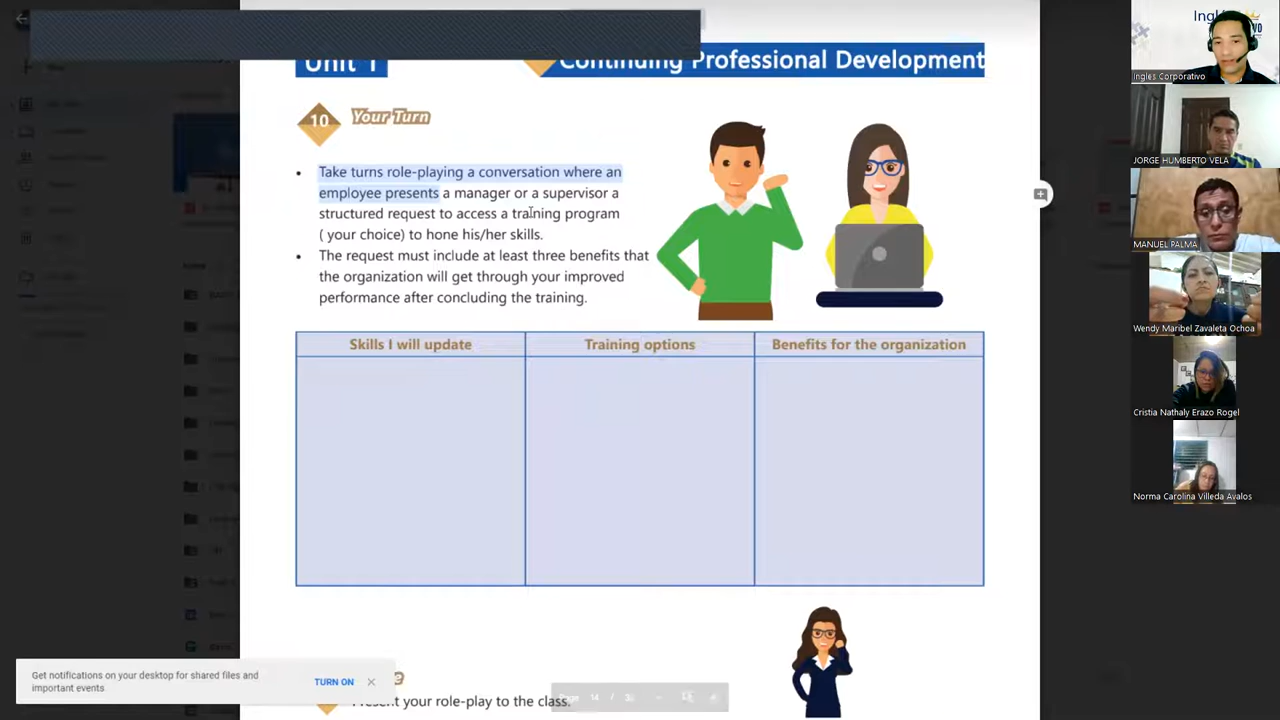 Unit 1
Continuing Professional Development
10
Your Turn
• Take turns role-playing a conversation where an
employee presents a manager or a supervisor a
structured request to access a training program
( your choice) to hone his/her skills.
• The request must include at least three benefits that
the organization will get through your improved
performance after concluding the training.
Skills I will update
Training options
Benefits for the organization
Present your role-play to the class.
Page 14 /
Get notifications on your desktop for shared files and
important events
TURN ON
Ingles Corporativo
JORGE HUMBERTO VELA
MANUEL PALMA
Wendy Maribel Zavaleta Ochoa
Cristia Nathaly Erazo Rogel
Norma Carolina Villeda Avalos